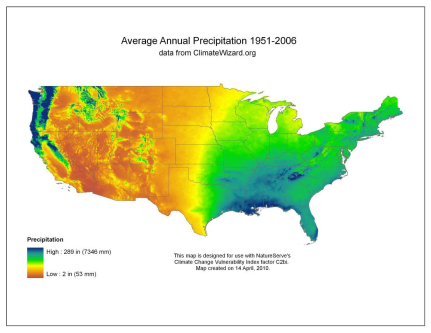 Average Annual Precipitation 1951-2006
data from ClimateWizard.org
Precipitation
High : 289 in (7346 mm)
Low : 2 in (53 mm)
This map is designed for use with NatureServe's
Climate Change Vulnerability Index factor C2bi.
Map created on 14 April, 2010.